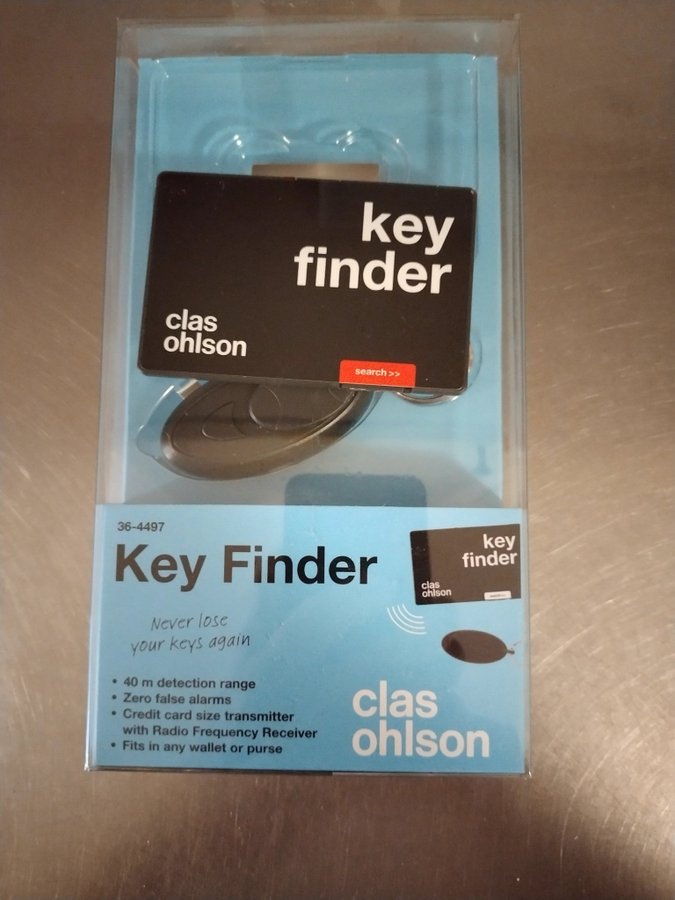 key
finder
clas
ohlson
search >>
36-4497
Key Finder
Never lose
your keys again
• 40 m detection range
• Zero false alarms
• Credit card size transmitter
with Radio Frequency Receiver
• Fits in any wallet or purse
key
finder
clas
ohlson
clas
ohlson